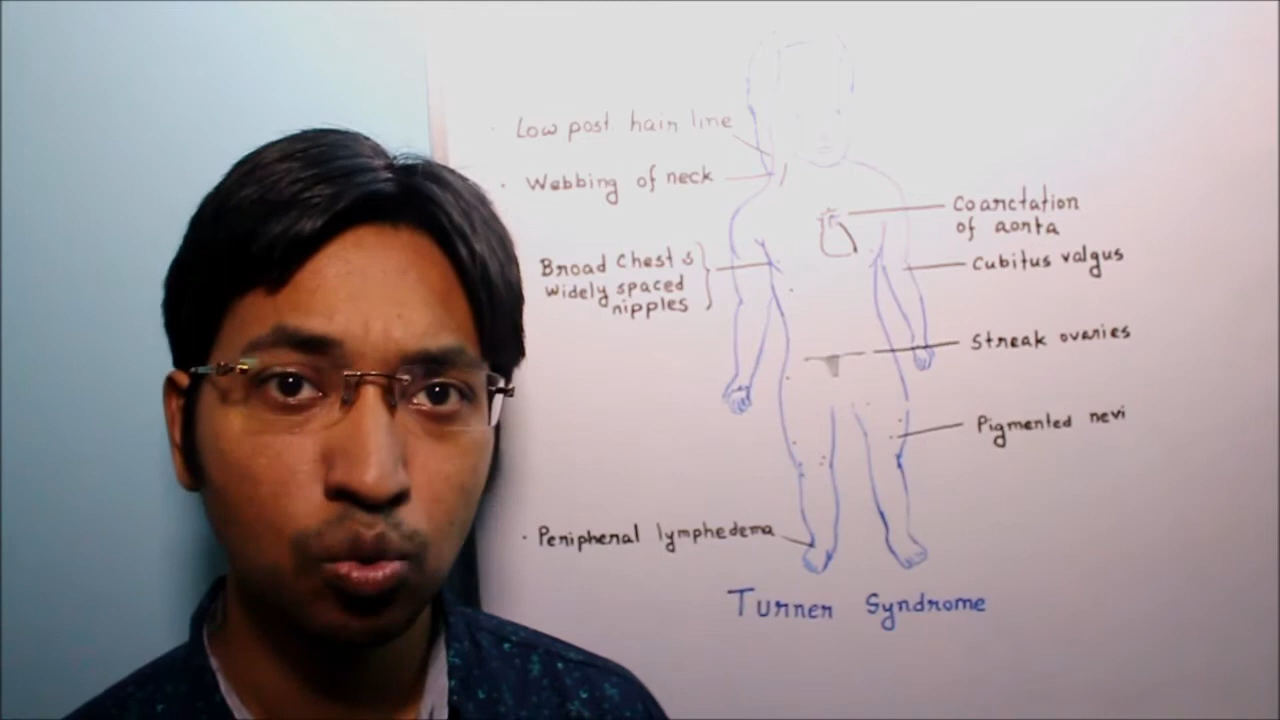 Low post hair line
Webbing of neck
Broad Chest &
widely spaced
nipples
Peripheral lymphedema
Coarctation
of aorta
Cubitus valgus
Streak ovaries
Pigmented nevi
Turner Syndrome